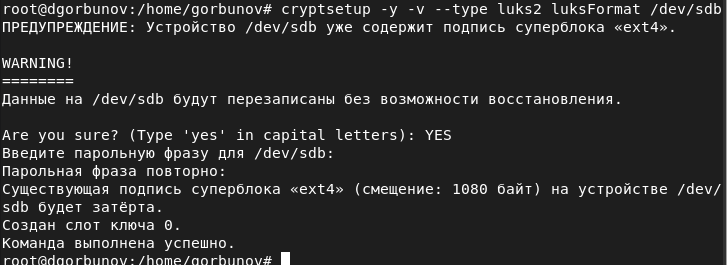 root@dgorbunov:/home/gorbunov# cryptsetup -y -v --type luks2 luksFormat /dev/sdb
ПРЕДУПРЕЖДЕНИЕ: Устройство /dev/sdb уже содержит подпись суперблока «ext4».
WARNING!
========
Данные на /dev/sdb будут перезаписаны без возможности восстановления.
Are you sure? (Type 'yes' in capital letters): YES
Введите парольную фразу для /dev/sdb:
Парольная фраза повторно:
Существующая подпись суперблока «ext4» (смещение: 1080 байт) на устройстве /dev/
sdb будет затёрта.
Создан слот ключа 0.
Команда выполнена успешно.
root@dgorbunov:/home/gorbunov#